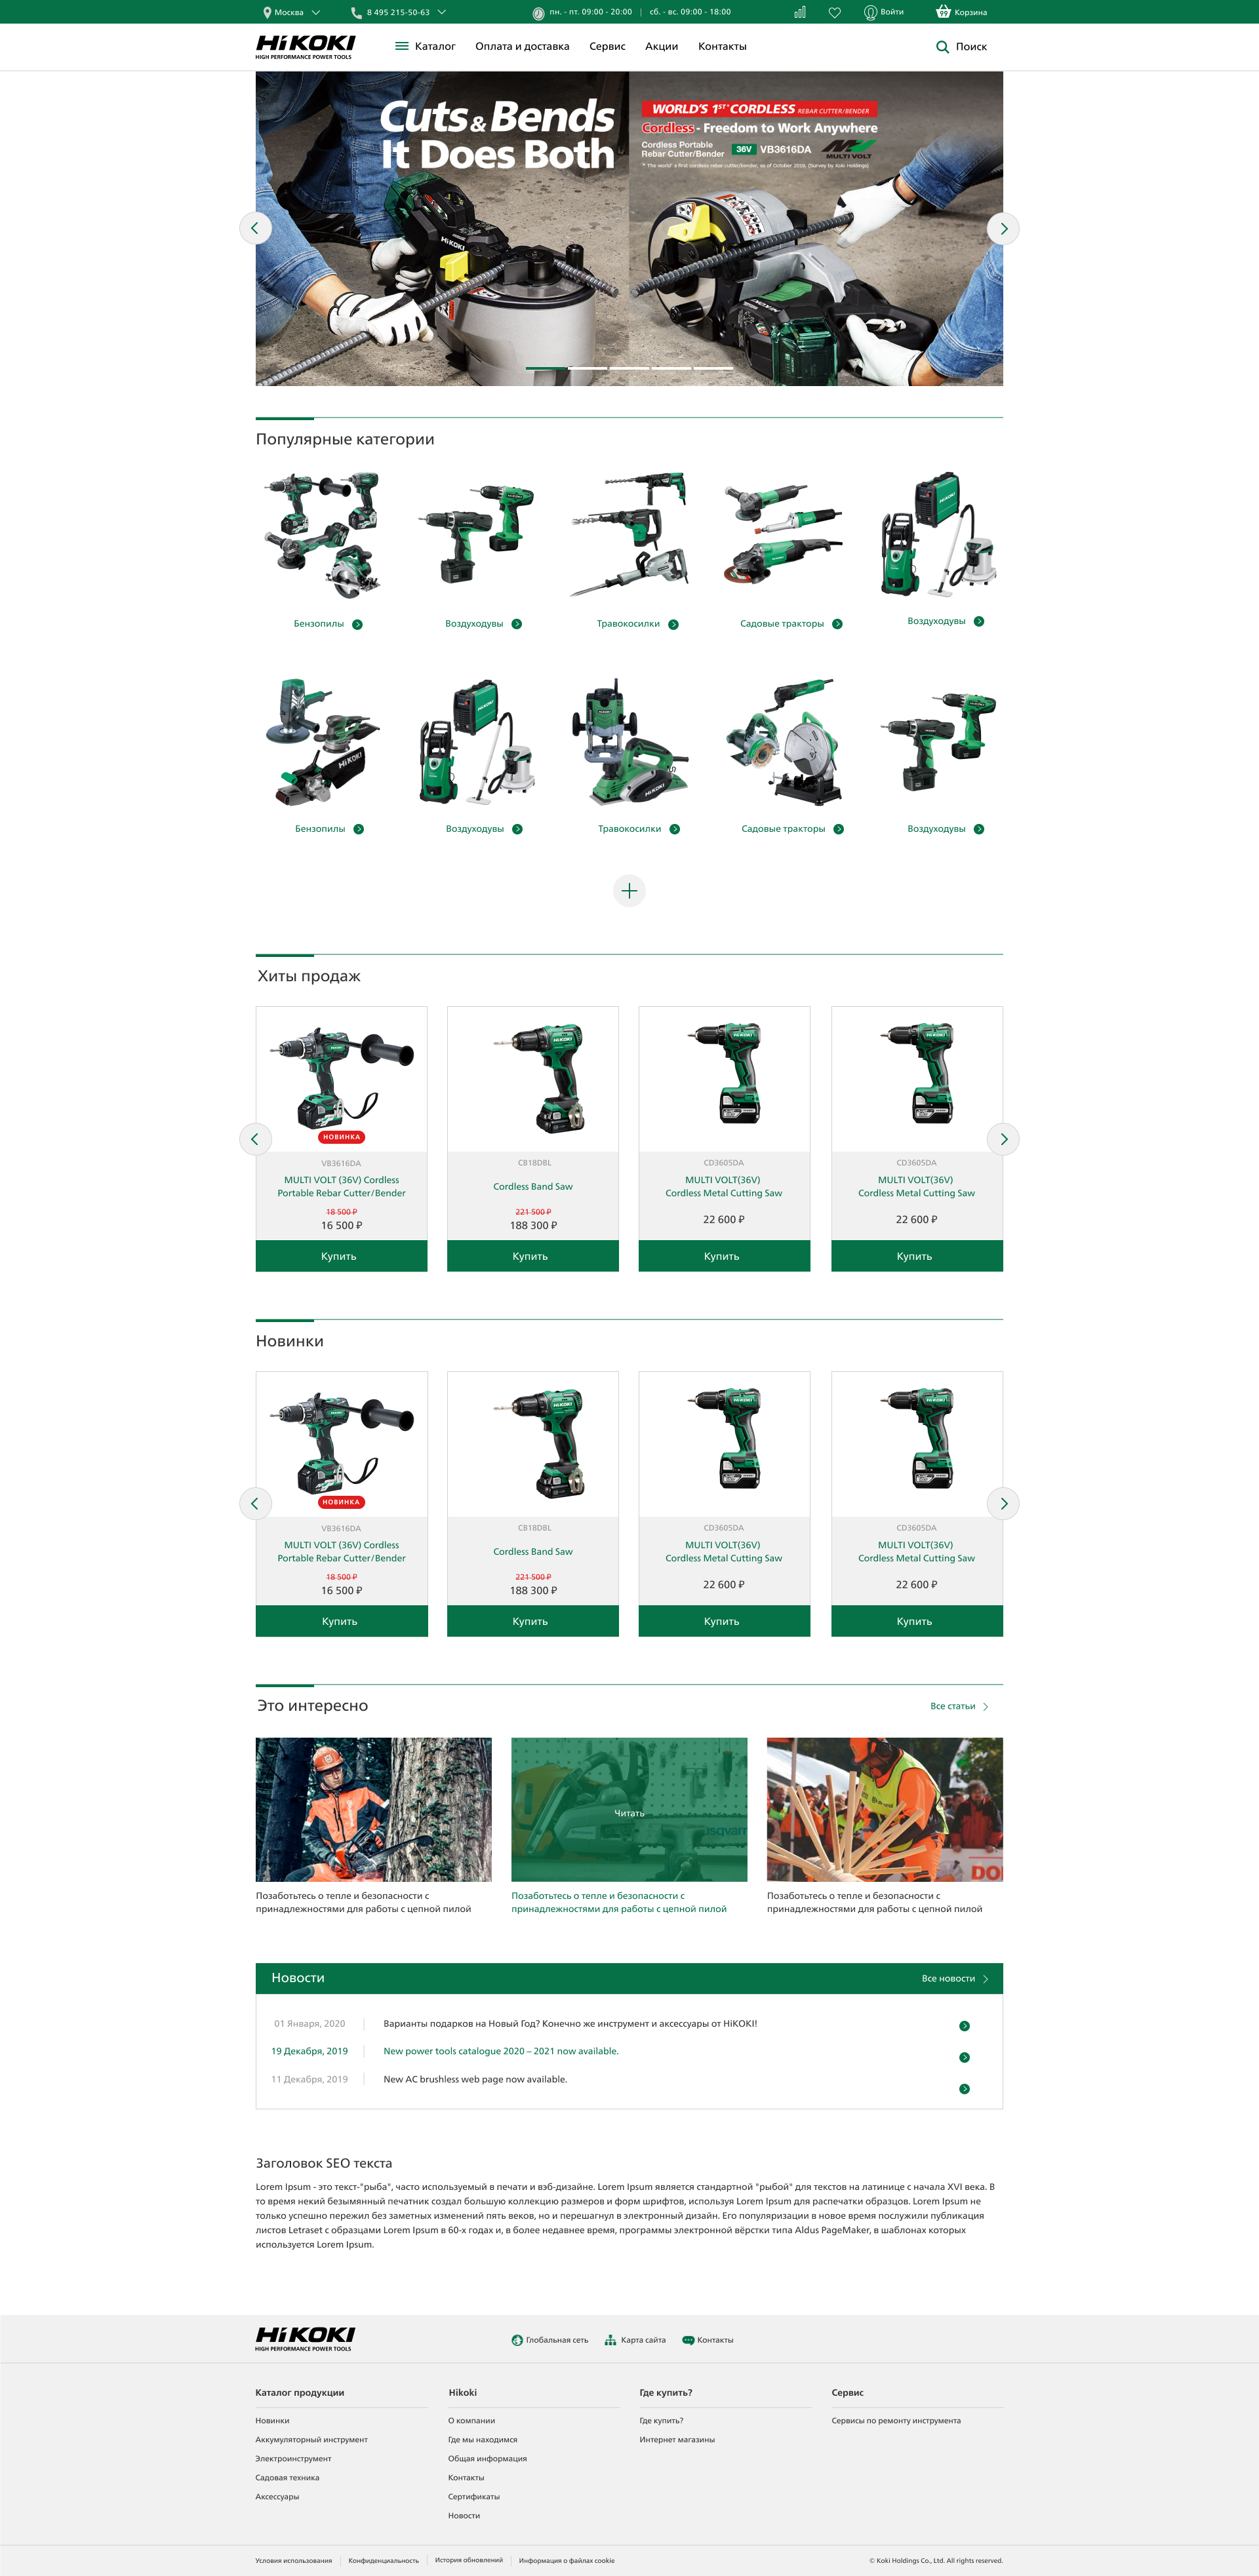 Москва
8 495 215-50-63
пн. - пт. 09:00 - 20:00 | сб. - вс. 09:00 - 18:00
Войти
99
Корзина
HiKOKI
HIGH PERFORMANCE POWER TOOLS
Каталог
Оплата и доставка
Сервис
Акции
Контакты
Поиск
Cuts & Bends
It Does Both
WORLD'S 1ST* CORDLESS REBAR CUTTER/BENDER
Cordless - Freedom to Work Anywhere
Cordless Portable
Rebar Cutter/Bender
36V
VB3616DA
MULTI VOLT
* The world's first cordless rebar cutter/bender, as of October 2019. (Survey by Koki Holdings)
HiKOKI
HiKOKI
Популярные категории
Бензопилы
Воздуходувы
Травокосилки
Садовые тракторы
Воздуходувы
HiKOKI
Бензопилы
Воздуходувы
Травокосилки
Садовые тракторы
Воздуходувы
Хиты продаж
НОВИНКА
VB3616DA
MULTI VOLT (36V) Cordless
Portable Rebar Cutter/Bender
18 500 ₽
16 500 ₽
Купить
CB18DBL
Cordless Band Saw
221 500 ₽
188 300 ₽
Купить
CD3605DA
MULTI VOLT(36V)
Cordless Metal Cutting Saw
22 600 ₽
Купить
CD3605DA
MULTI VOLT(36V)
Cordless Metal Cutting Saw
22 600 ₽
Купить
Новинки
НОВИНКА
VB3616DA
MULTI VOLT (36V) Cordless
Portable Rebar Cutter/Bender
18 500 ₽
16 500 ₽
Купить
CB18DBL
Cordless Band Saw
221 500 ₽
188 300 ₽
Купить
CD3605DA
MULTI VOLT(36V)
Cordless Metal Cutting Saw
22 600 ₽
Купить
CD3605DA
MULTI VOLT(36V)
Cordless Metal Cutting Saw
22 600 ₽
Купить
Это интересно
Все статьи
Читать
Позаботьтесь о тепле и безопасности с
принадлежностями для работы с цепной пилой
Позаботьтесь о тепле и безопасности с
принадлежностями для работы с цепной пилой
Позаботьтесь о тепле и безопасности с
принадлежностями для работы с цепной пилой
Новости
Все новости
01 Января, 2020
Варианты подарков на Новый Год? Конечно же инструмент и аксессуары от HiKOKI!
19 Декабря, 2019
New power tools catalogue 2020 – 2021 now available.
11 Декабря, 2019
New AC brushless web page now available.
Заголовок SEO текста
Lorem Ipsum - это текст-"рыба", часто используемый в печати и вэб-дизайне. Lorem Ipsum является стандартной "рыбой" для текстов на латинице с начала XVI века. В
то время некий безымянный печатник создал большую коллекцию размеров и форм шрифтов, используя Lorem Ipsum для распечатки образцов. Lorem Ipsum не
только успешно пережил без заметных изменений пять веков, но и перешагнул в электронный дизайн. Его популяризации в новое время послужили публикация
листов Letraset с образцами Lorem Ipsum в 60-х годах и, в более недавнее время, программы электронной вёрстки типа Aldus PageMaker, в шаблонах которых
используется Lorem Ipsum.
HiKOKI
HIGH PERFORMANCE POWER TOOLS
Глобальная сеть
Карта сайта
Контакты
Каталог продукции
Новинки
Аккумуляторный инструмент
Электроинструмент
Садовая техника
Аксессуары
Hikoki
О компании
Где мы находимся
Общая информация
Контакты
Сертификаты
Новости
Где купить?
Где купить?
Интернет магазины
Сервис
Сервисы по ремонту инструмента
Условия использования
Конфиденциальность
История обновлений
Информация о файлах cookie
© Koki Holdings Co., Ltd. All rights reserved.